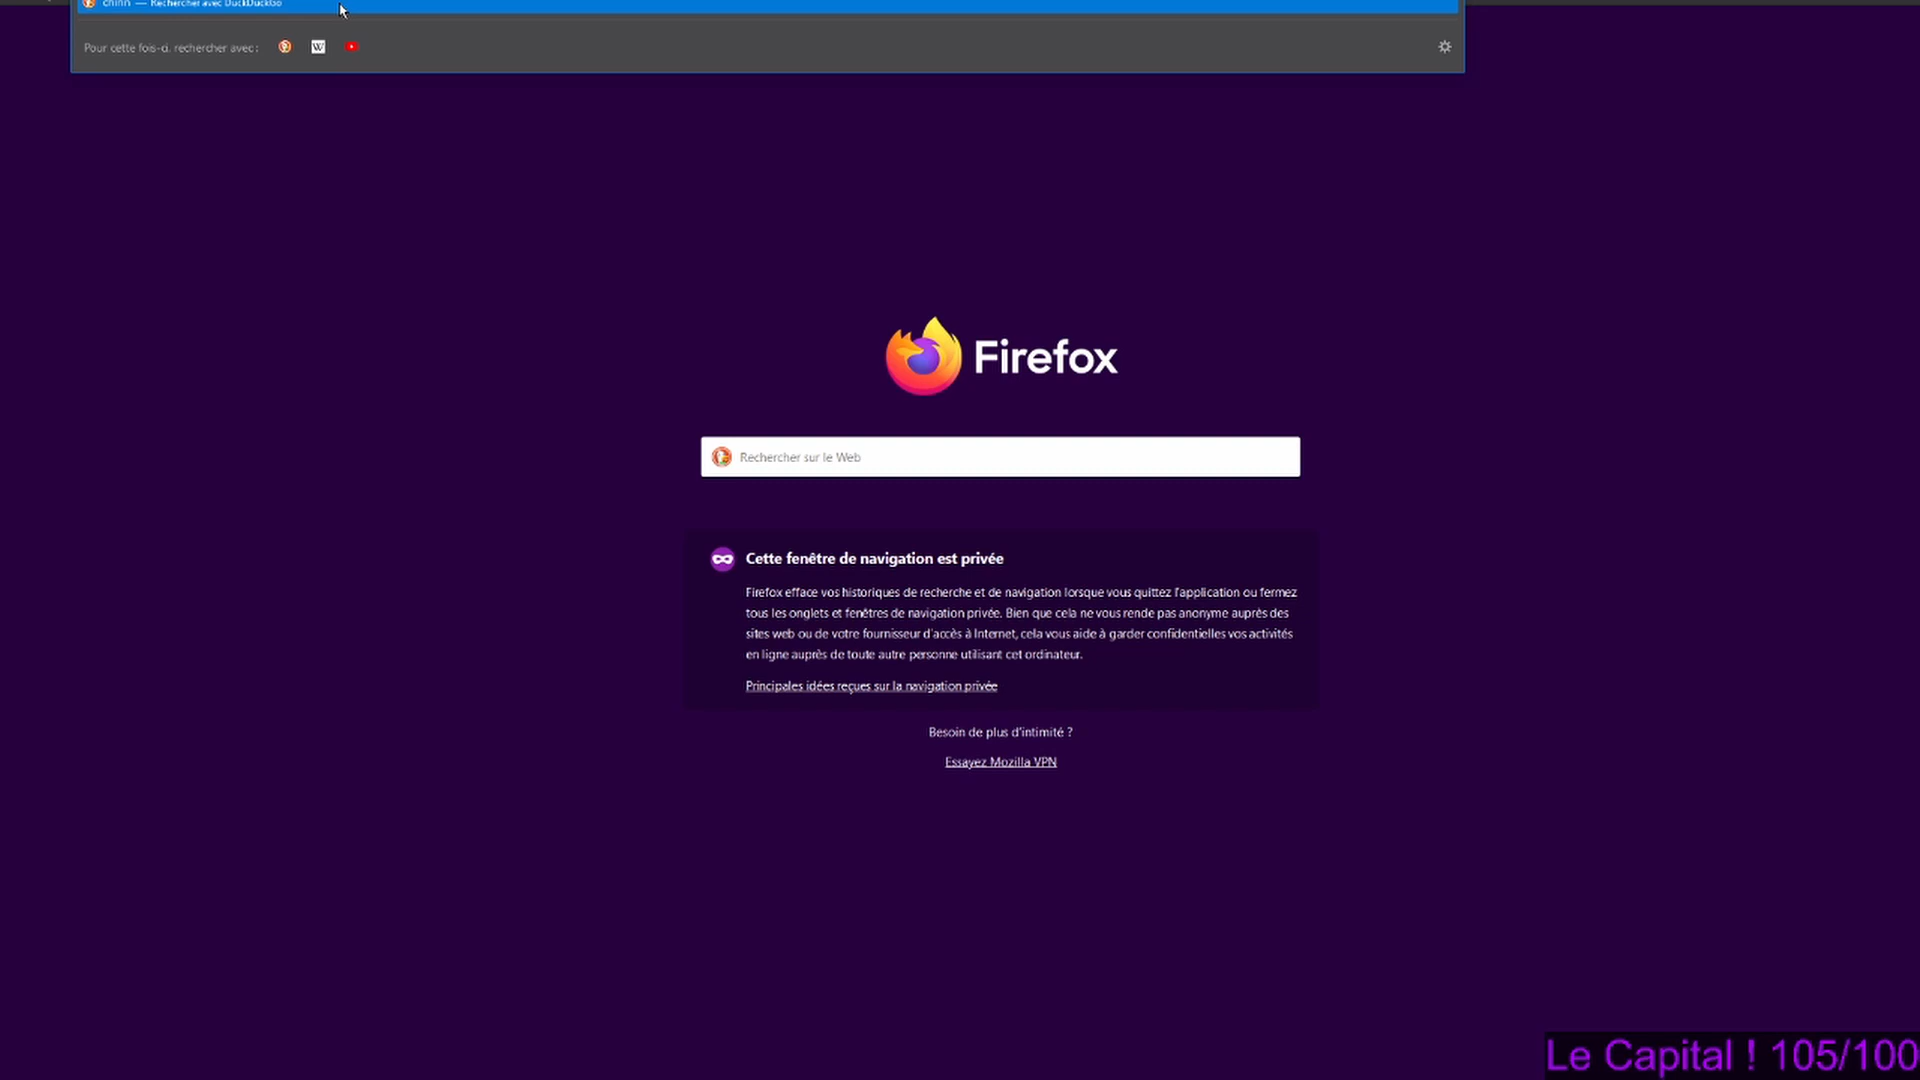 chinn — Rechercher avec DuckDuckGo
Pour cette fois-ci, rechercher avec :
W
Firefox
Rechercher sur le Web
Cette fenêtre de navigation est privée
Firefox efface vos historiques de recherche et de navigation lorsque vous quittez l'application ou fermez
tous les onglets et fenêtres de navigation privée. Bien que cela ne vous rende pas anonyme auprès des
sites web ou de votre fournisseur d'accès à Internet, cela vous aide à garder confidentielles vos activités
en ligne auprès de toute autre personne utilisant cet ordinateur.
Principales idées reçues sur la navigation privée
Besoin de plus d'intimité ?
Essayez Mozilla VPN
Le Capital ! 105/100